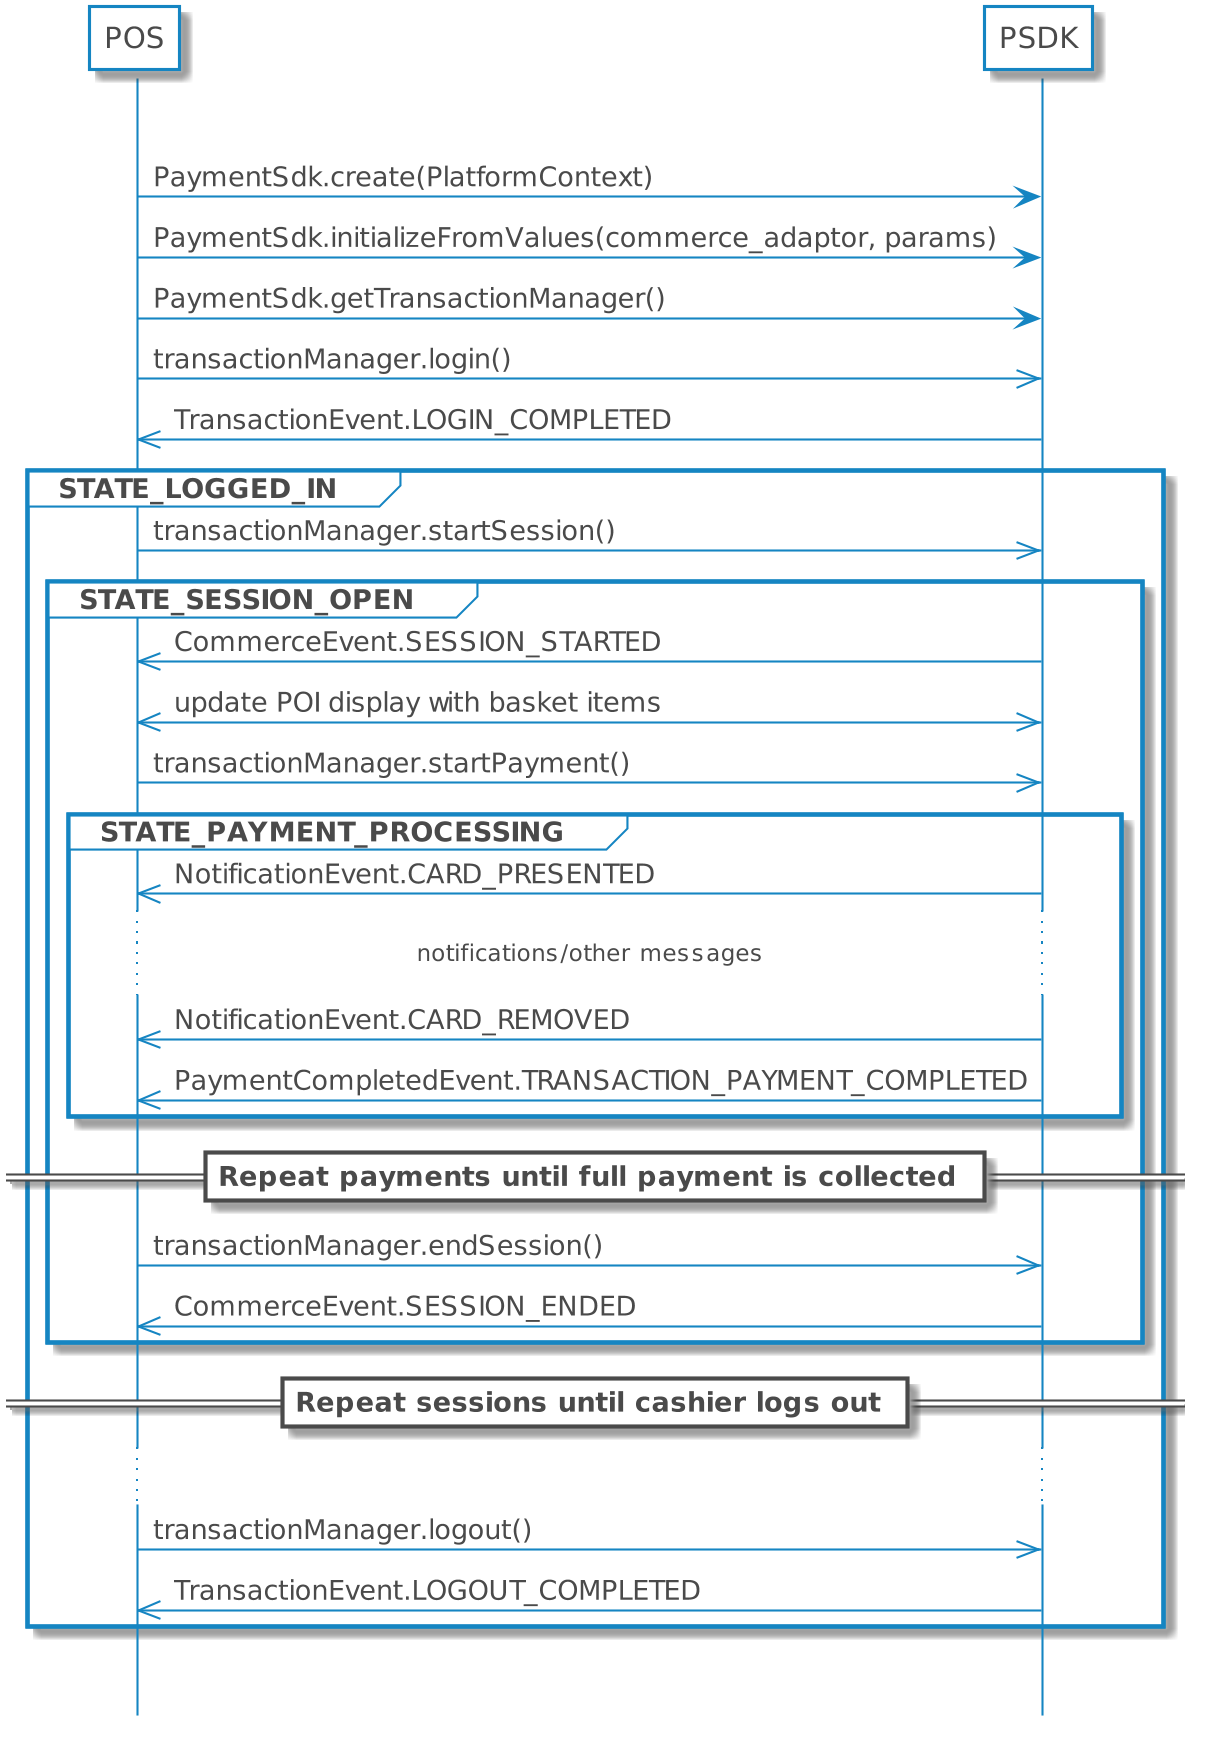 POS
PSDK
PaymentSdk.create(PlatformContext)
PaymentSdk.initializeFromValues(commerce_adaptor, params)
PaymentSdk.getTransactionManager()
transactionManager.login()
TransactionEvent.LOGIN_COMPLETED
STATE_LOGGED_IN
transactionManager.startSession()
STATE_SESSION_OPEN
CommerceEvent.SESSION_STARTED
update POI display with basket items
transactionManager.startPayment()
STATE_PAYMENT_PROCESSING
NotificationEvent.CARD_PRESENTED
notifications/other messages
NotificationEvent.CARD_REMOVED
PaymentCompletedEvent.TRANSACTION_PAYMENT_COMPLETED
Repeat payments until full payment is collected
transactionManager.endSession()
CommerceEvent.SESSION_ENDED
Repeat sessions until cashier logs out
transactionManager.logout()
TransactionEvent.LOGOUT_COMPLETED